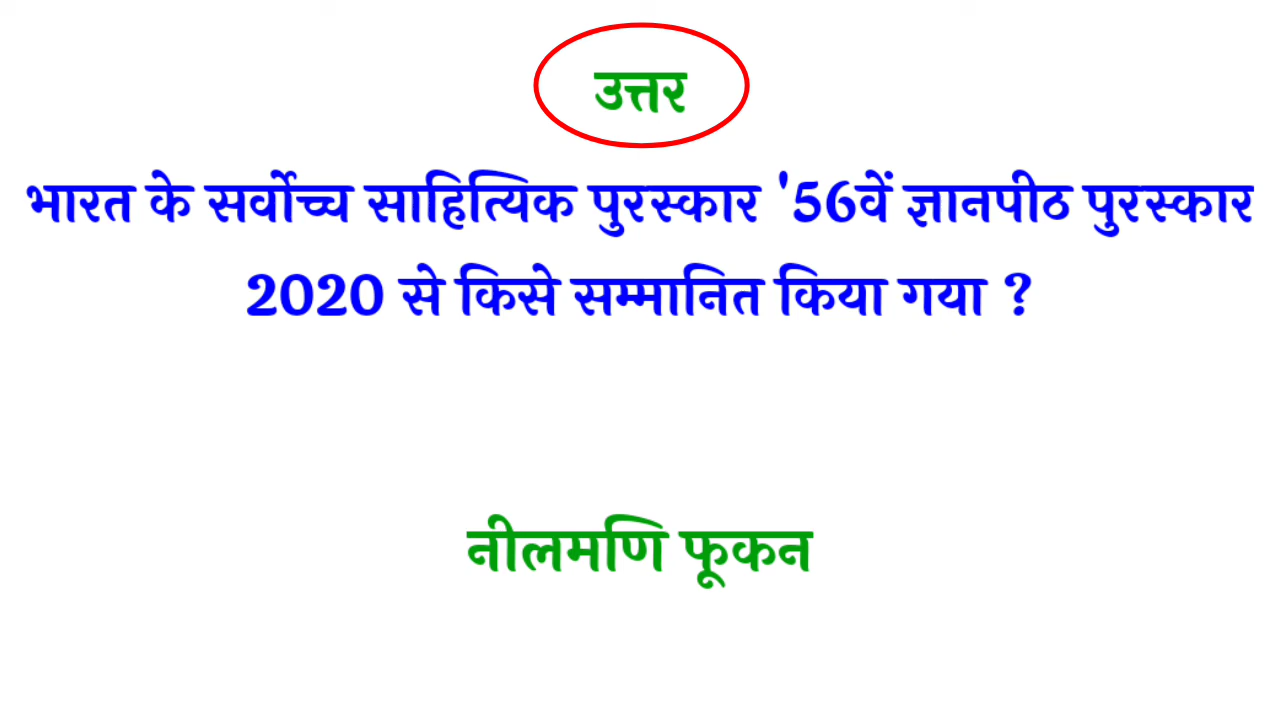 उत्तर
भारत के सर्वोच्च साहित्यिक पुरस्कार '56वें ज्ञानपीठ पुरस्कार
2020 से किसे सम्मानित किया गया ?
नीलमणि फूकन